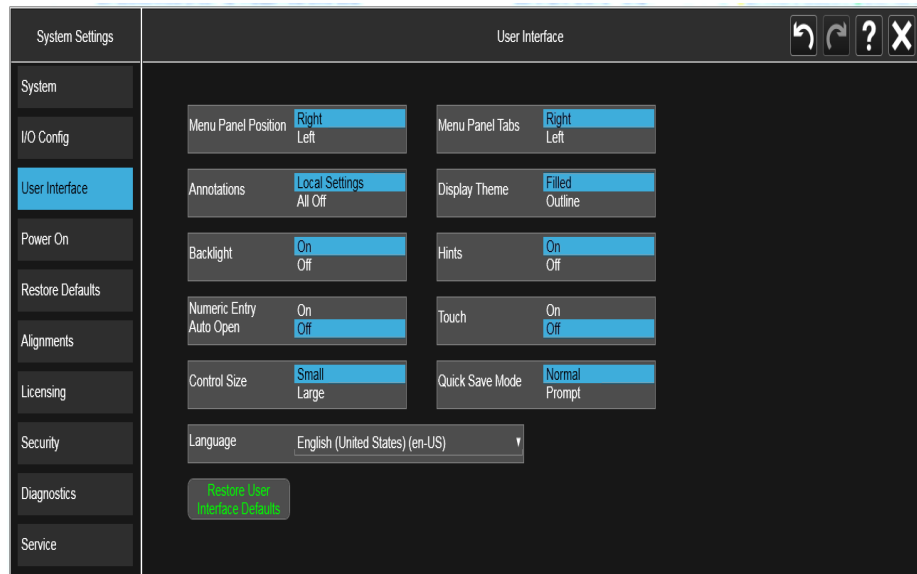 System Settings
User Interface
?
System
I/O Config
User Interface
Power On
Restore Defaults
Alignments
Licensing
Security
Diagnostics
Service
Menu Panel Position
Right
Left
Menu Panel Tabs
Right
Left
Annotations
Local Settings
All Off
Display Theme
Filled
Outline
Backlight
On
Off
Hints
On
Off
Numeric Entry
Auto Open
On
Off
Touch
On
Off
Control Size
Small
Large
Quick Save Mode
Normal
Prompt
Language
English (United States) (en-US)
Restore User
Interface Defaults